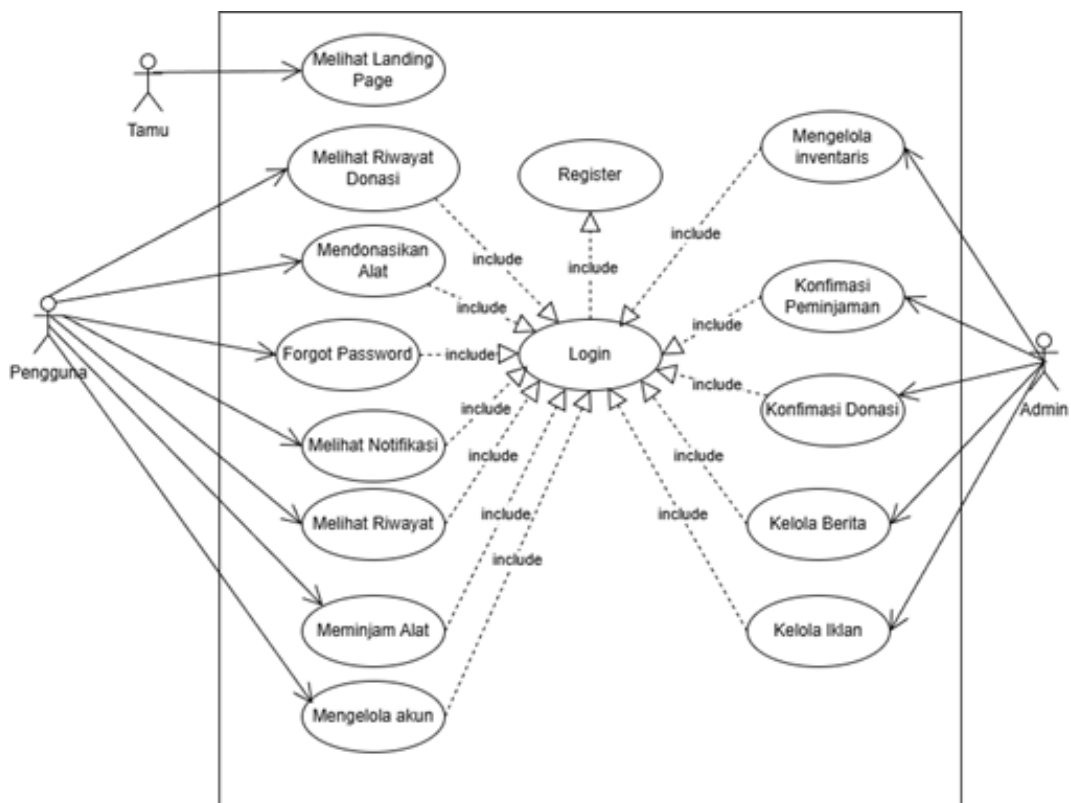 Melihat Landing
Page
Tamu
Melihat Riwayat
Donasi
Register
Mengelola
inventaris
Mendonasikan
Alat
include
include
include
include
Konfimasi
Peminjaman
include
Pengguna
Forgot Password
include
Login
include
Konfimasi Donasi
Admin
Melihat Notifikasi
include
Melihat Riwayat
include
include
Kelola Berita
include
include
include
Meminjam Alat
Kelola Iklan
Mengelola akun